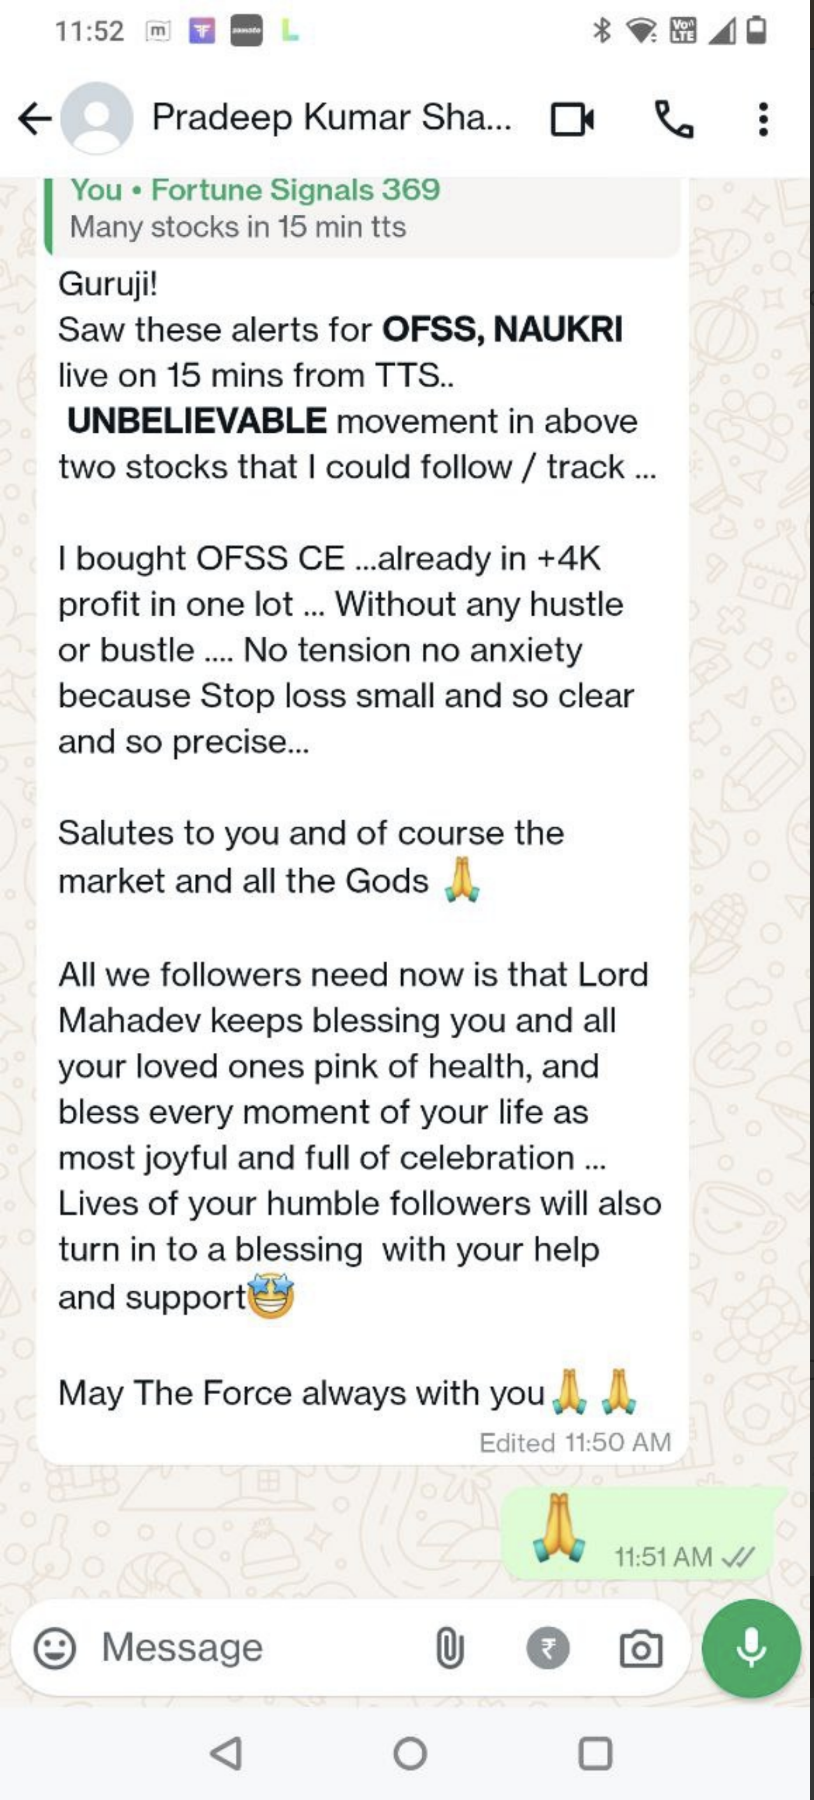 11:52
m
zomato
L
Vo))
LTE
Pradeep Kumar Sha...
You • Fortune Signals 369
Many stocks in 15 min tts
Guruji!
Saw these alerts for OFSS, NAUKRI
live on 15 mins from TTS..
UNBELIEVABLE movement in above
two stocks that I could follow / track ...
I bought OFSS CE ...already in +4K
profit in one lot ... Without any hustle
or bustle .... No tension no anxiety
because Stop loss small and so clear
and so precise...
Salutes to you and of course the
market and all the Gods 🙏
All we followers need now is that Lord
Mahadev keeps blessing you and all
your loved ones pink of health, and
bless every moment of your life as
most joyful and full of celebration ...
Lives of your humble followers will also
turn in to a blessing  with your help
and support🤩
May The Force always with you🙏 🙏
Edited 11:50 AM
🙏 11:51 AM
Message
₹